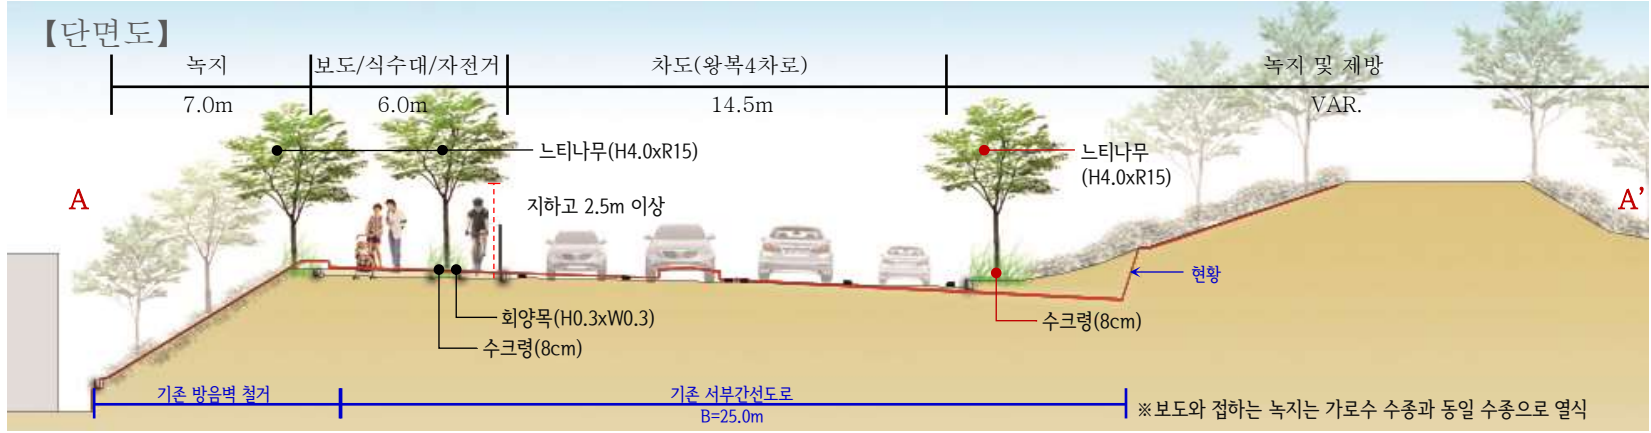 【단면도】
녹지
보도/식수대/자전거
차도(왕복4차로)
녹지 및 제방
7.0m
6.0m
14.5m
VAR.
느티나무(H4.0xR15)
느티나무
(H4.0xR15)
A
지하고 2.5m 이상
A'
현황
회양목(H0.3xW0.3)
수크령(8cm)
수크령(8cm)
기존 방음벽 철거
기존 서부간선도로
B=25.0m
※보도와 접하는 녹지는 가로수 수종과 동일 수종으로 열식